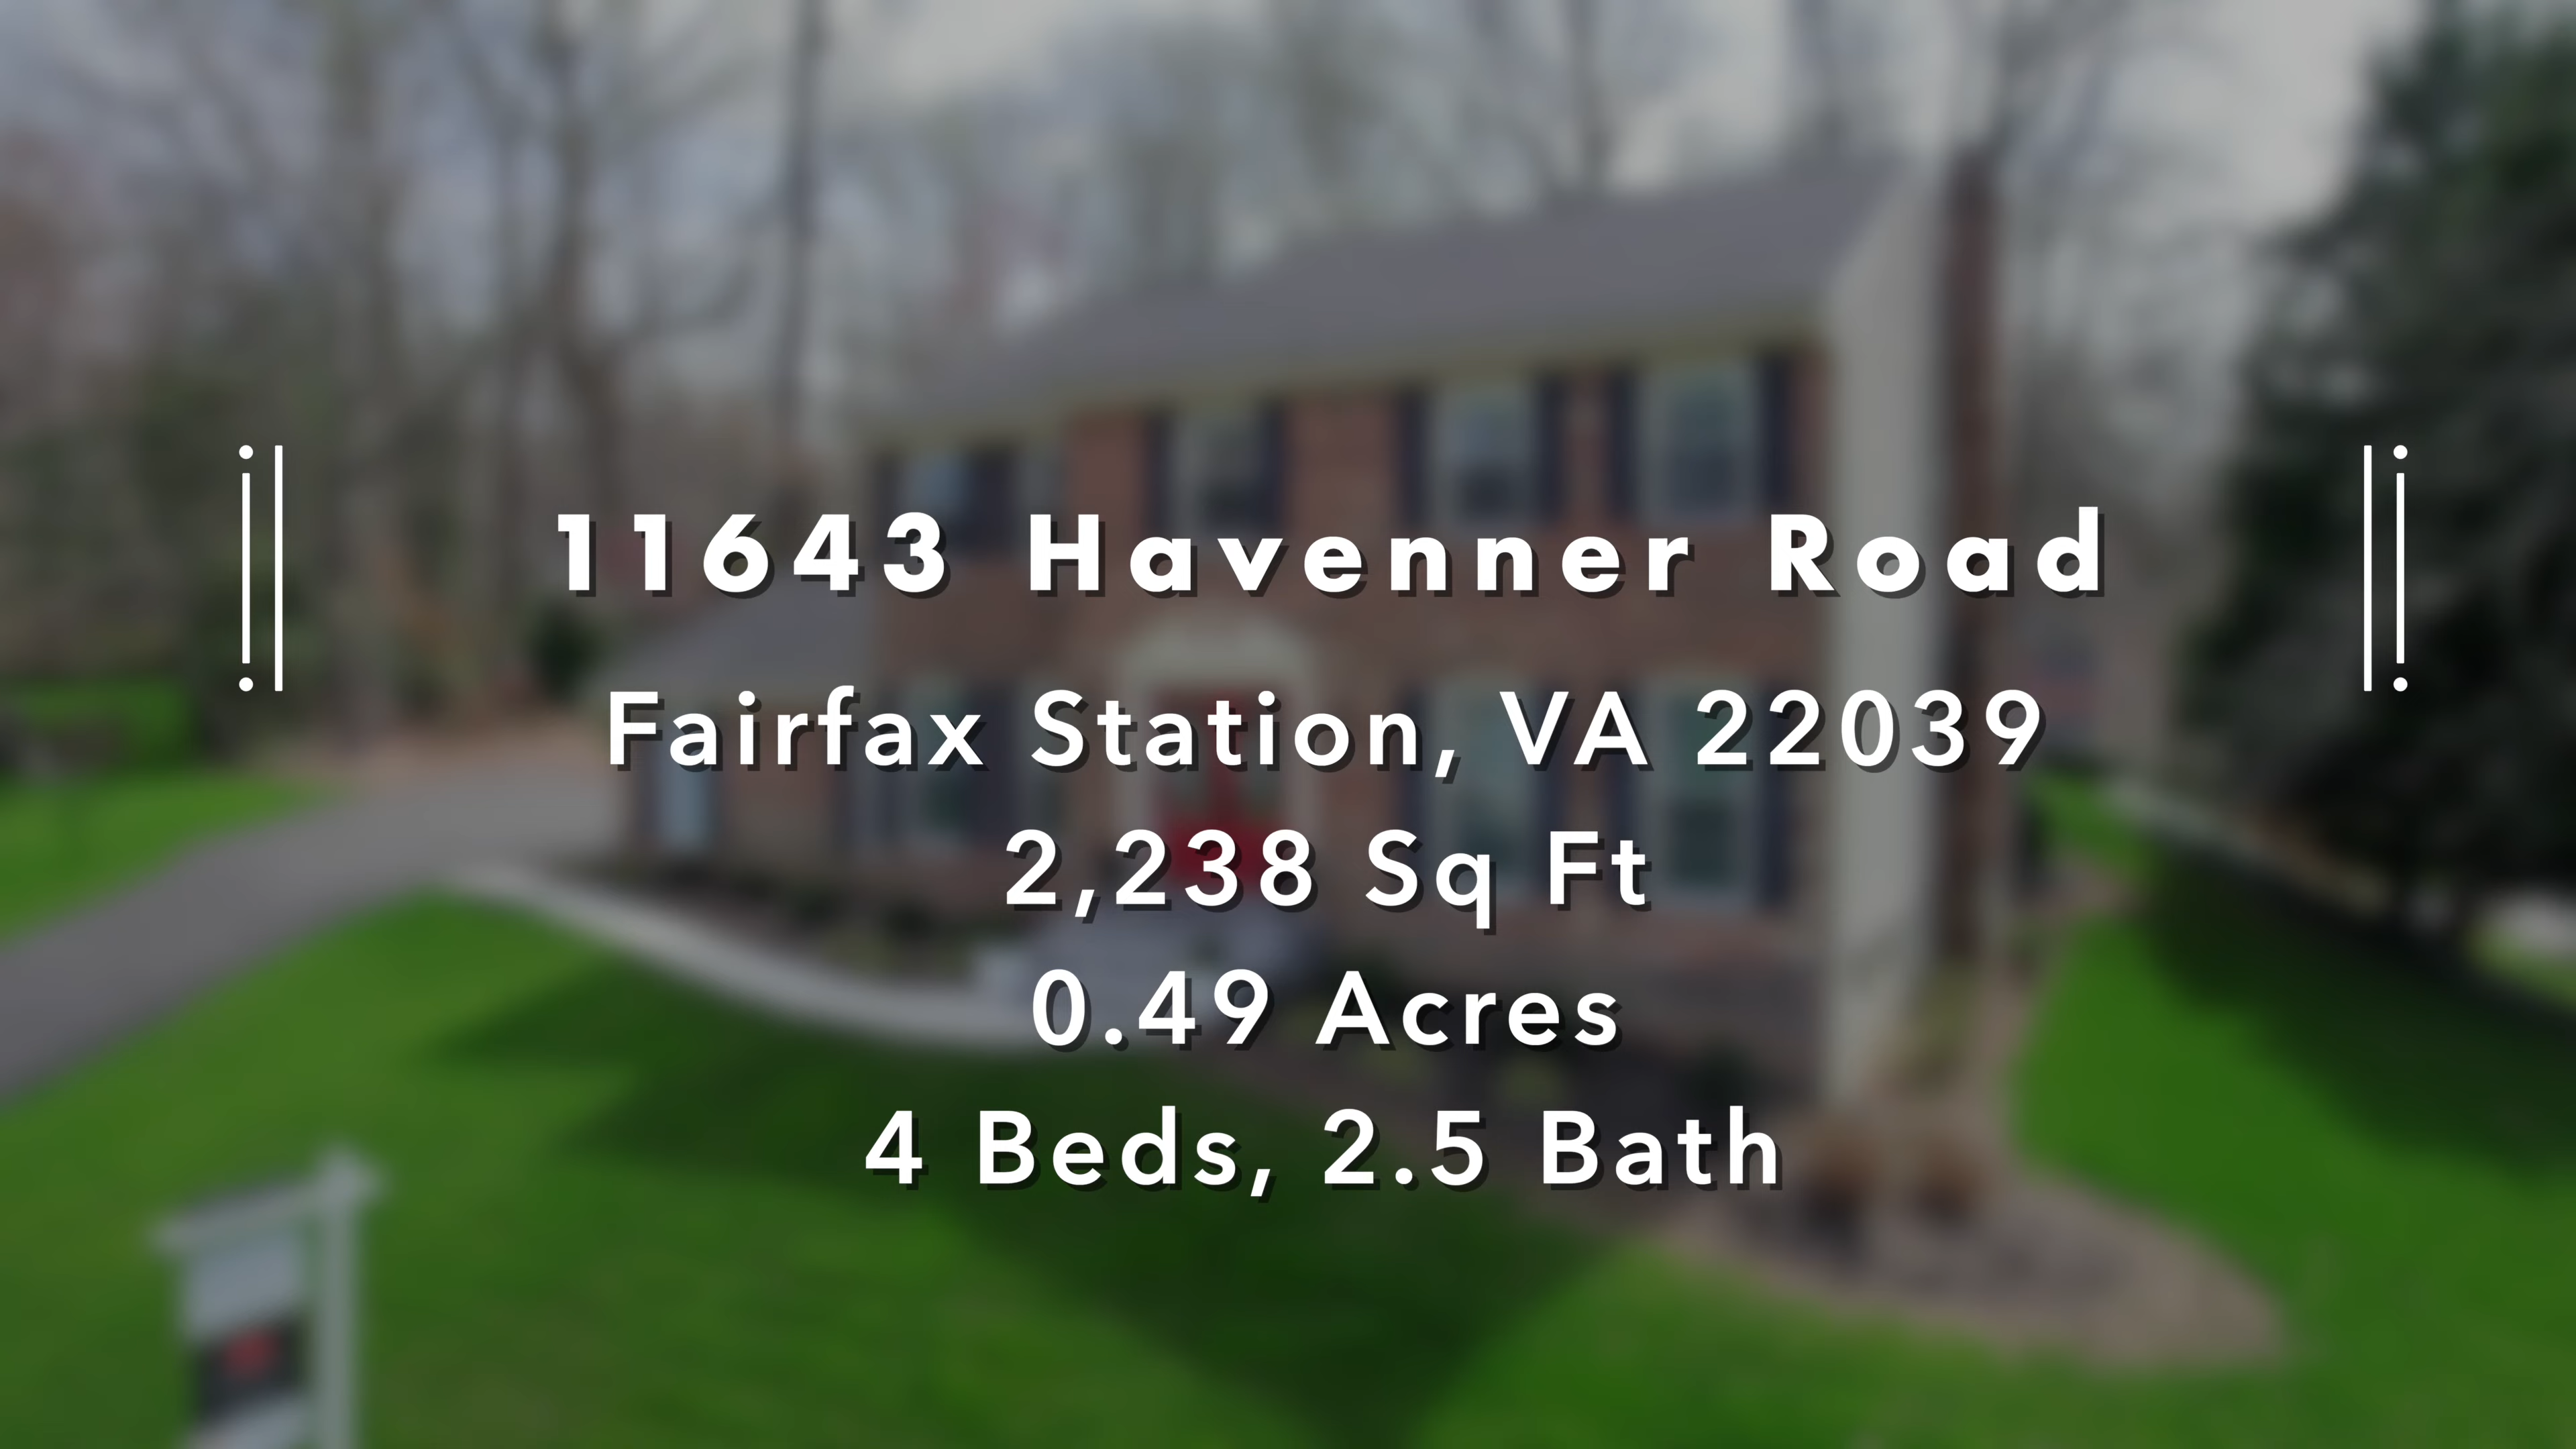 11643 Havenner Road
Fairfax Station, VA 22039
2,238 Sq Ft
0.49 Acres
4 Beds, 2.5 Bath